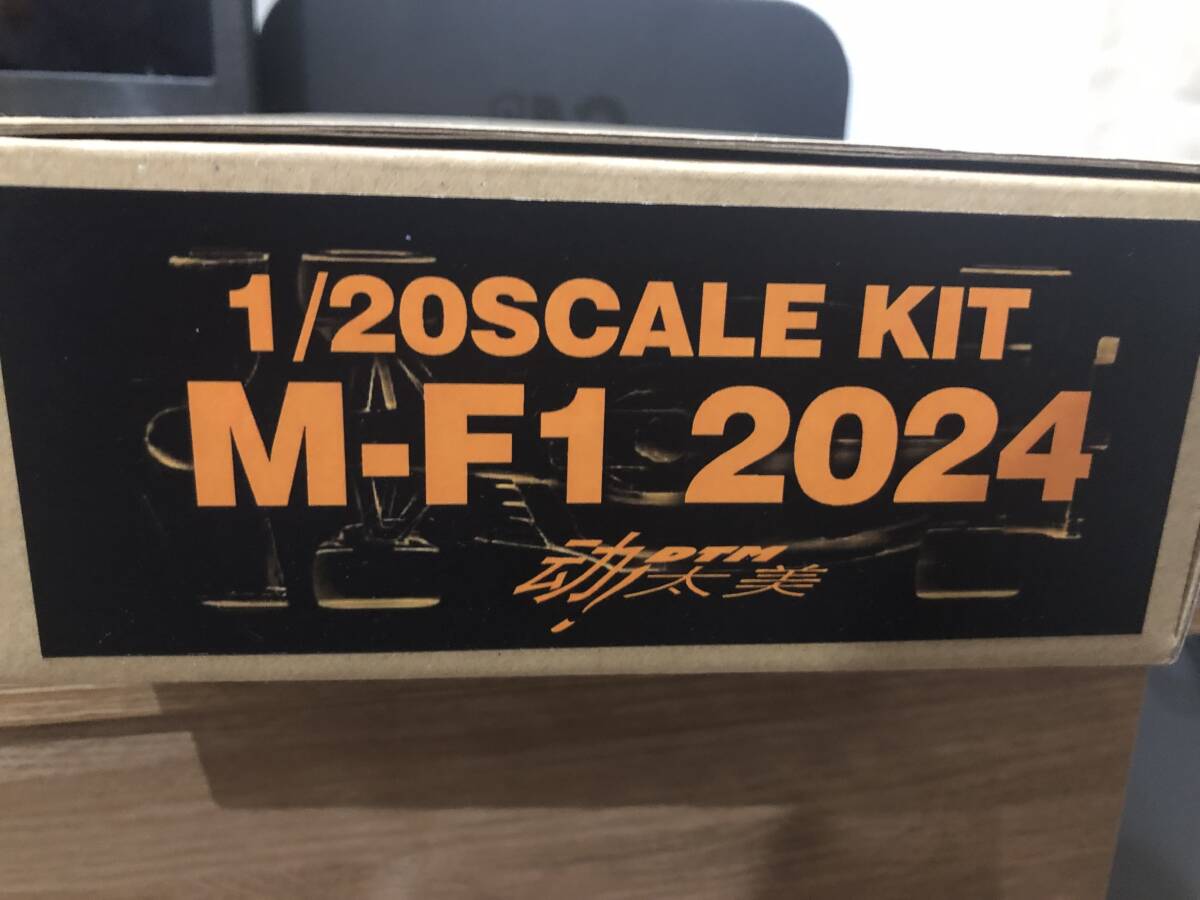 1/20SCALE KIT
M-F1 2024
DTM
动太美